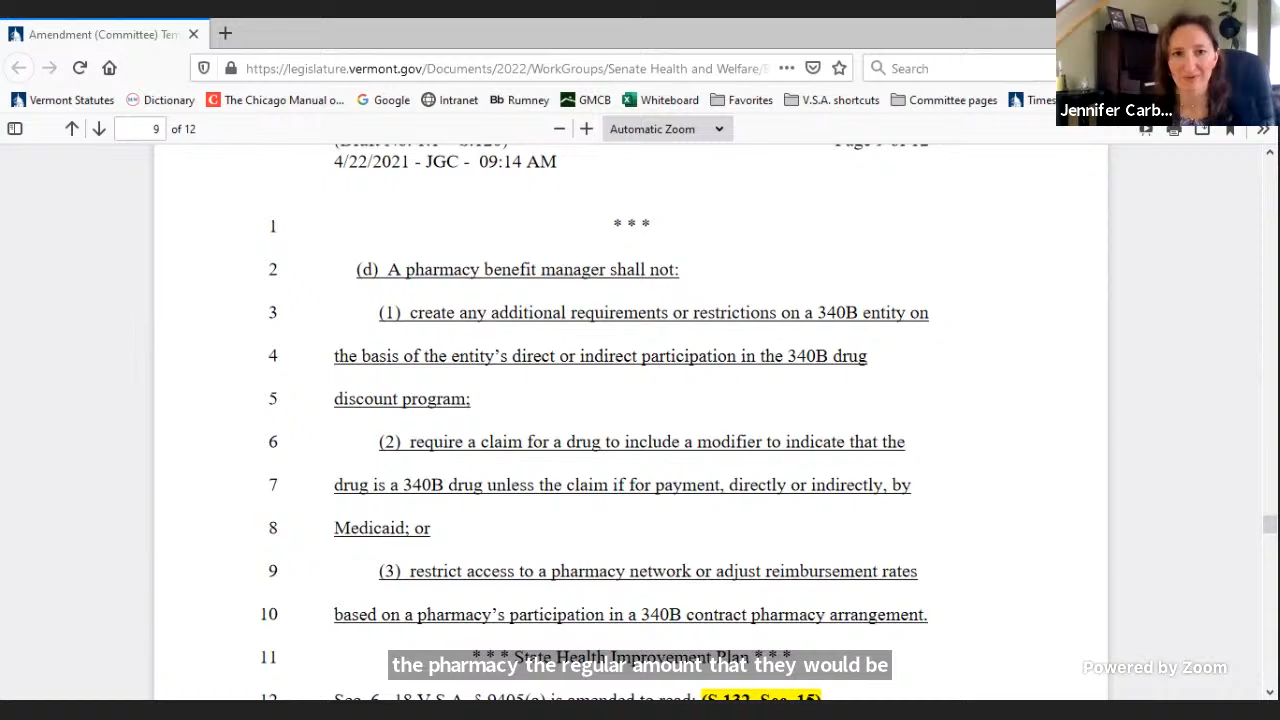 Amendment (Committee) Tem
https://legislature.vermont.gov/Documents/2022/WorkGroups/Senate Health and Welfare/
Search
Vermont Statutes
Dictionary
The Chicago Manual o...
Google
Intranet
Bb Rumney
GMCB
Whiteboard
Favorites
V.S.A. shortcuts
Committee pages
Times
Jennifer Carb...
9 of 12
Automatic Zoom
4/22/2021 - JGC - 09:14 AM
1 * * *
2 (d) A pharmacy benefit manager shall not:
3 (1) create any additional requirements or restrictions on a 340B entity on
4 the basis of the entity's direct or indirect participation in the 340B drug
5 discount program;
6 (2) require a claim for a drug to include a modifier to indicate that the
7 drug is a 340B drug unless the claim if for payment, directly or indirectly, by
8 Medicaid; or
9 (3) restrict access to a pharmacy network or adjust reimbursement rates
10 based on a pharmacy's participation in a 340B contract pharmacy arrangement.
11 * * * State Health Improvement Plan * * *
the pharmacy the regular amount that they would be
Powered by Zoom